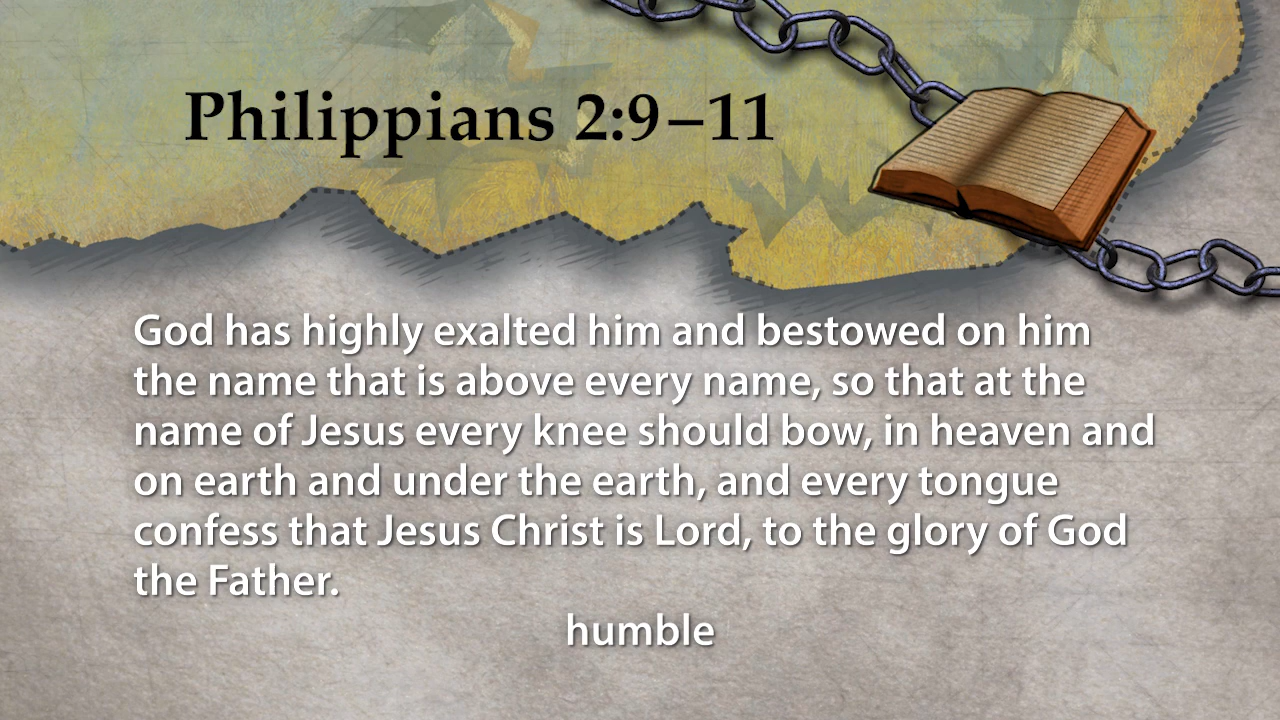 Philippians 2:9–11
God has highly exalted him and bestowed on him
the name that is above every name, so that at the
name of Jesus every knee should bow, in heaven and
on earth and under the earth, and every tongue
confess that Jesus Christ is Lord, to the glory of God
the Father.
humble